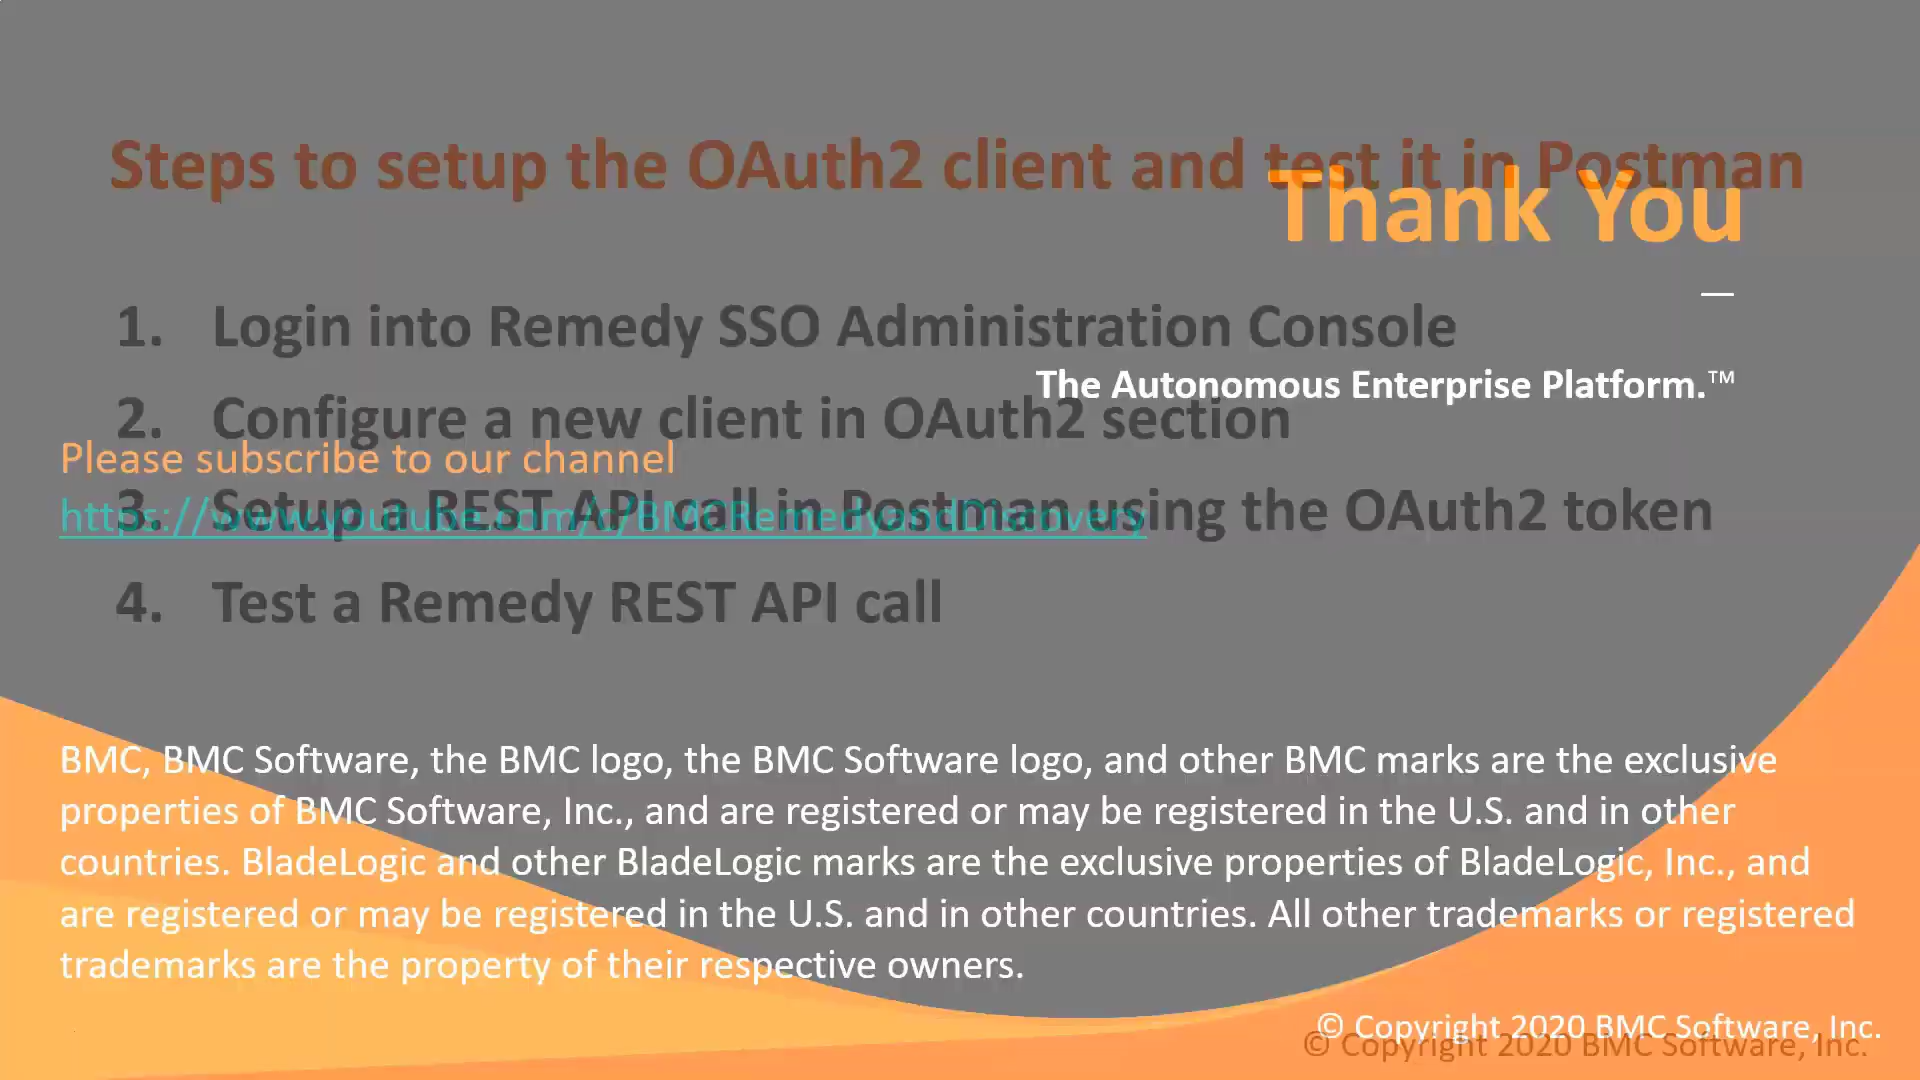 Steps to setup the OAuth2 client and test it in Postman
Thank You
1. Login into Remedy SSO Administration Console
The Autonomous Enterprise Platform.™
2. Configure a new client in OAuth2 section
Please subscribe to our channel
3. Setup a REST API call in Postman using the OAuth2 token
https://www.youtube.com/c/BMCRemedyandDiscovery
4. Test a Remedy REST API call
BMC, BMC Software, the BMC logo, the BMC Software logo, and other BMC marks are the exclusive
properties of BMC Software, Inc., and are registered or may be registered in the U.S. and in other
countries. BladeLogic and other BladeLogic marks are the exclusive properties of BladeLogic, Inc., and
are registered or may be registered in the U.S. and in other countries. All other trademarks or registered
trademarks are the property of their respective owners.
© Copyright 2020 BMC Software, Inc.
© Copyright 2020 BMC Software, Inc.